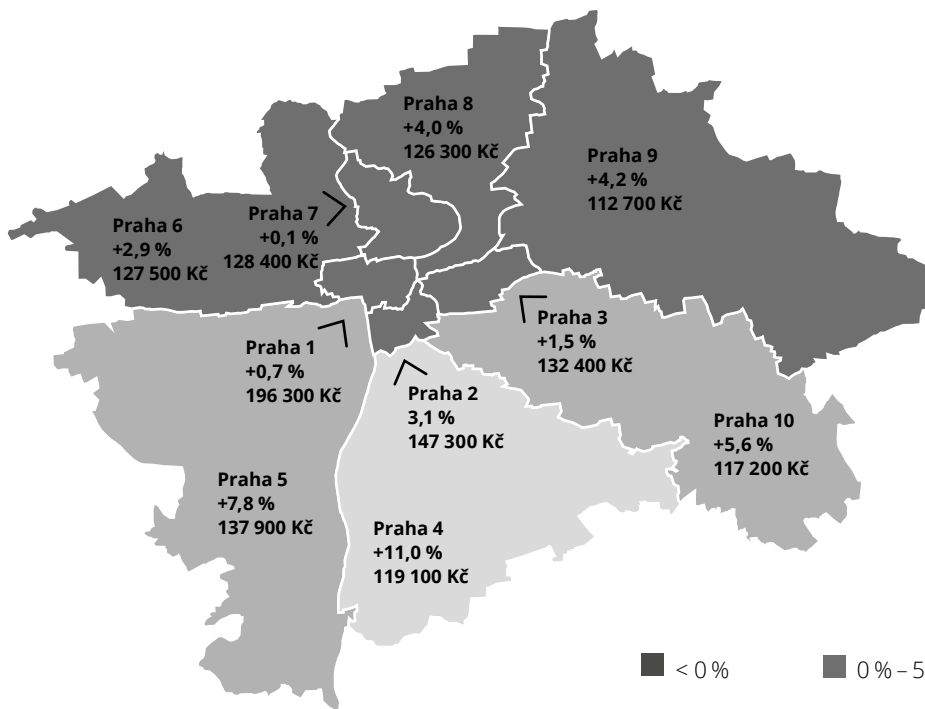 Praha 8
+4,0 %
126 300 Kč
Praha 9
+4,2 %
112 700 Kč
Praha 6
+2,9 %
127 500 Kč
Praha 7
+0,1 %
128 400 Kč
Praha 3
+1,5 %
132 400 Kč
Praha 1
+0,7 %
196 300 Kč
Praha 2
3,1 %
147 300 Kč
Praha 10
+5,6 %
117 200 Kč
Praha 5
+7,8 %
137 900 Kč
Praha 4
+11,0 %
119 100 Kč
< 0 %
0 % – 5